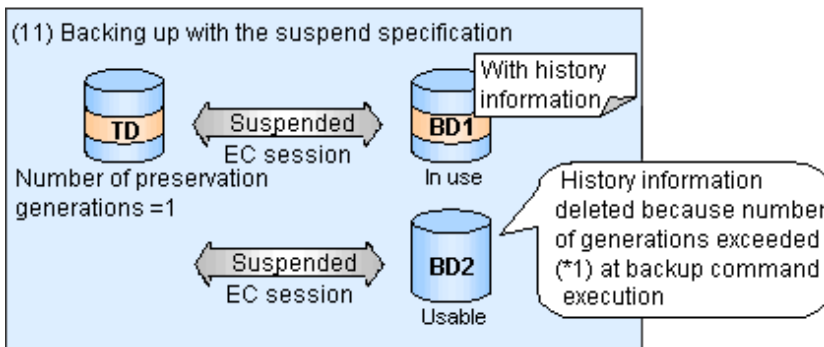 (11) Backing up with the suspend specification
With history
information
TD
Suspended
BD1
EC session
In use
Number of preservation
generations =1
History information
deleted because number
of generations exceeded
(*1) at backup command
execution
Suspended
BD2
EC session
Usable